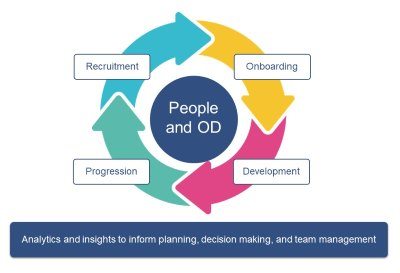 Recruitment
Onboarding
People
and OD
Progression
Development
Analytics and insights to inform planning, decision making, and team management